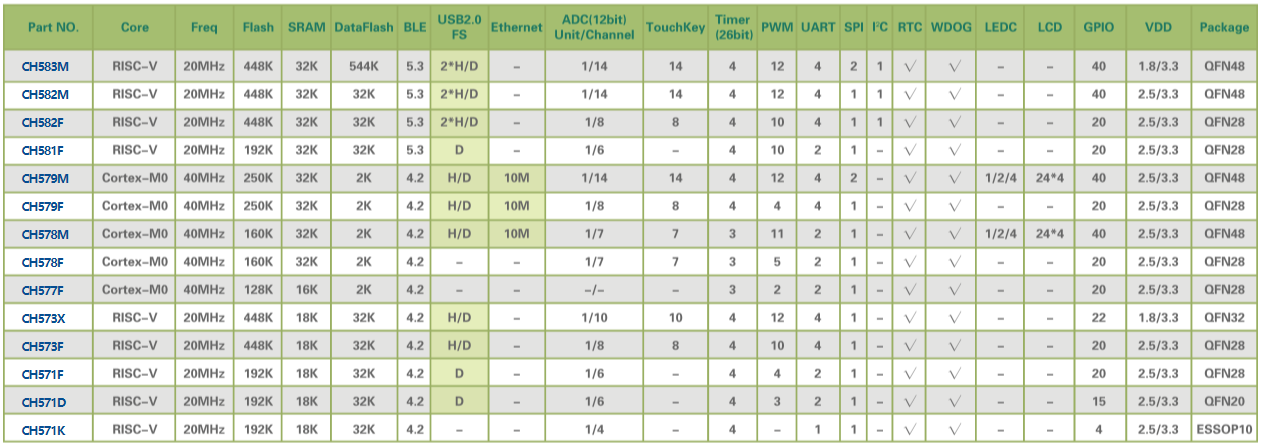 Part NO. Core Freq Flash SRAM DataFlash BLE USB2.0 FS Ethernet ADC(12bit) Unit/Channel TouchKey Timer (26bit) PWM UART SPI I²C RTC WDOG LEDC LCD GPIO VDD Package
CH583M RISC-V 20MHz 448K 32K 544K 5.3 2*H/D – 1/14 14 4 12 4 2 1 √ √ – – 40 1.8/3.3 QFN48
CH582M RISC-V 20MHz 448K 32K 32K 5.3 2*H/D – 1/14 14 4 12 4 1 1 √ √ – – 40 2.5/3.3 QFN48
CH582F RISC-V 20MHz 448K 32K 32K 5.3 2*H/D – 1/8 8 4 10 4 1 1 √ √ – – 20 2.5/3.3 QFN28
CH581F RISC-V 20MHz 192K 32K 32K 5.3 D – 1/6 – 4 10 2 1 – √ √ – – 20 2.5/3.3 QFN28
CH579M Cortex-M0 40MHz 250K 32K 2K 4.2 H/D 10M 1/14 14 4 12 4 2 – √ √ 1/2/4 24*4 40 2.5/3.3 QFN48
CH579F Cortex-M0 40MHz 250K 32K 2K 4.2 H/D 10M 1/8 8 4 4 4 1 – √ √ – – 20 2.5/3.3 QFN28
CH578M Cortex-M0 40MHz 160K 32K 2K 4.2 H/D 10M 1/7 7 3 11 2 1 – √ √ 1/2/4 24*4 40 2.5/3.3 QFN48
CH578F Cortex-M0 40MHz 160K 32K 2K 4.2 – – 1/7 7 3 5 2 1 – √ √ – – 20 2.5/3.3 QFN28
CH577F Cortex-M0 40MHz 128K 16K 2K 4.2 – – –/– – 3 2 2 1 – √ √ – – 20 2.5/3.3 QFN28
CH573X RISC-V 20MHz 448K 18K 32K 4.2 H/D – 1/10 10 4 12 4 1 – √ √ – – 22 1.8/3.3 QFN32
CH573F RISC-V 20MHz 448K 18K 32K 4.2 H/D – 1/8 8 4 10 4 1 – √ √ – – 20 2.5/3.3 QFN28
CH571F RISC-V 20MHz 192K 18K 32K 4.2 D – 1/6 – 4 4 2 1 – √ √ – – 20 2.5/3.3 QFN28
CH571D RISC-V 20MHz 192K 18K 32K 4.2 D – 1/6 – 4 3 2 1 – √ √ – – 15 2.5/3.3 QFN20
CH571K RISC-V 20MHz 192K 18K 32K 4.2 – – 1/4 – 4 – 1 1 – √ √ – – 4 2.5/3.3 ESSOP10